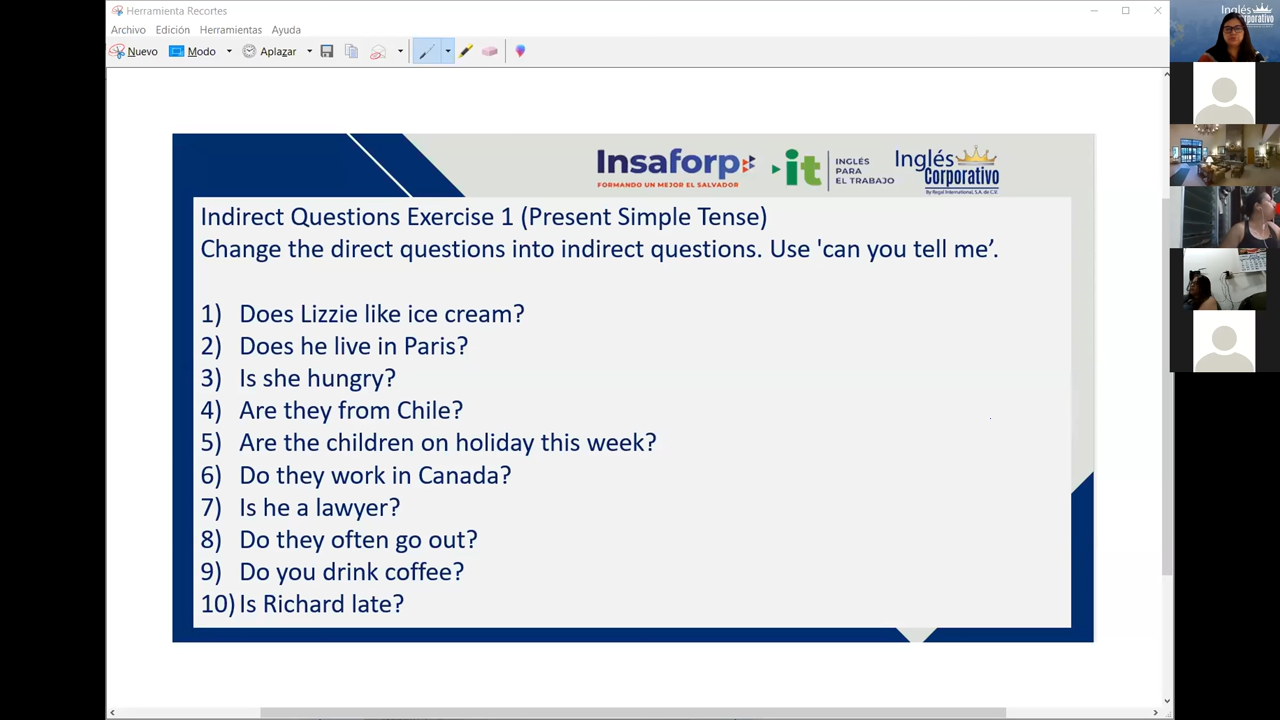 Herramienta Recortes
Archivo Edición Herramientas Ayuda
Nuevo Modo Aplazar
Insaforp
FORMANDO UN MEJOR EL SALVADOR
it
INGLÉS
PARA
EL TRABAJO
Inglés
Corporativo
By Regal International, S.A. de C.V.
Indirect Questions Exercise 1 (Present Simple Tense)
Change the direct questions into indirect questions. Use 'can you tell me’.
1) Does Lizzie like ice cream?
2) Does he live in Paris?
3) Is she hungry?
4) Are they from Chile?
5) Are the children on holiday this week?
6) Do they work in Canada?
7) Is he a lawyer?
8) Do they often go out?
9) Do you drink coffee?
10) Is Richard late?
Inglés
Corporativo